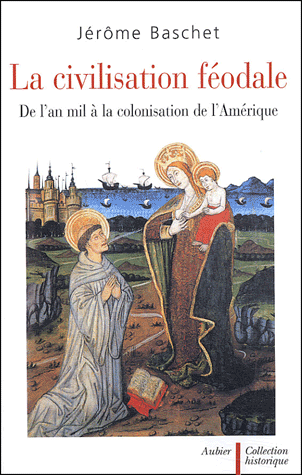 Jérôme Baschet
La civilisation féodale
De l'an mil à la colonisation de l'Amérique
Aubier
Collection
historique